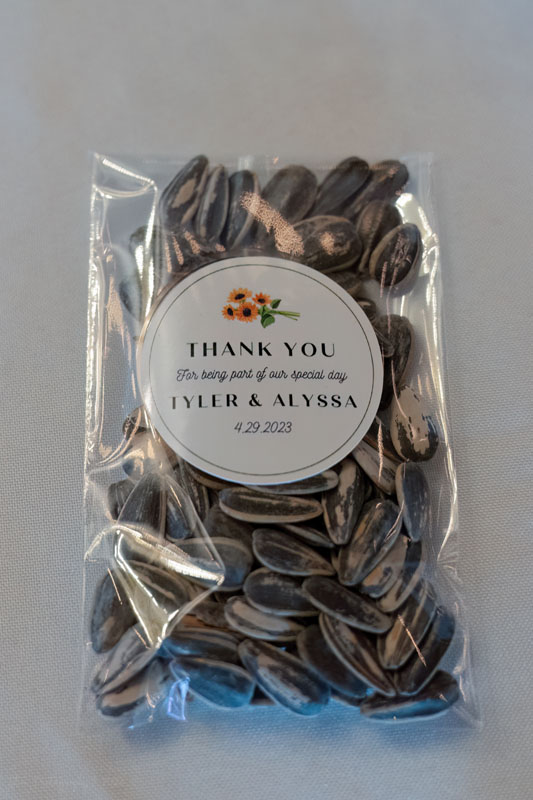 THANK YOU
For being part of our special day
TYLER & ALYSSA
4.29.2023